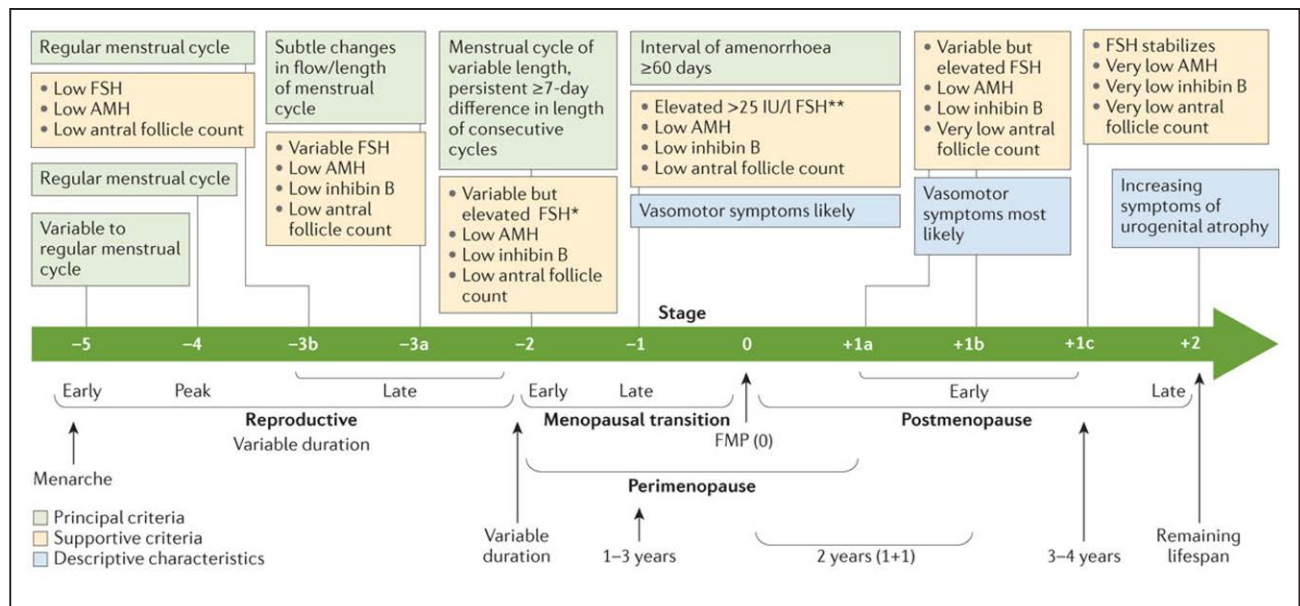 Regular menstrual cycle
• Low FSH
• Low AMH
• Low antral follicle count
Regular menstrual cycle
Variable to
regular menstrual
cycle
Subtle changes
in flow/length
of menstrual
cycle
• Variable FSH
• Low AMH
• Low inhibin B
• Low antral
follicle count
Menstrual cycle of
variable length,
persistent ≥7-day
difference in length
of consecutive
cycles
• Variable but
elevated FSH*
• Low AMH
• Low inhibin B
• Low antral follicle
count
Interval of amenorrhoea
≥60 days
• Elevated >25 IU/l FSH**
• Low AMH
• Low inhibin B
• Low antral follicle count
Vasomotor symptoms likely
• Variable but
elevated FSH
• Low AMH
• Low inhibin B
• Very low antral
follicle count
Vasomotor
symptoms most
likely
• FSH stabilizes
• Very low AMH
• Very low inhibin B
• Very low antral
follicle count
Increasing
symptoms of
urogenital atrophy
Stage
−5 −4 −3b −3a −2 −1 0 +1a +1b +1c +2
Early Peak Late Early Late Early Late
Reproductive Menopausal transition Postmenopause
Variable duration
FMP (0)
Menarche
Perimenopause
Principal criteria
Supportive criteria
Descriptive characteristics
Variable
duration
1–3 years
2 years (1+1)
3–4 years
Remaining
lifespan